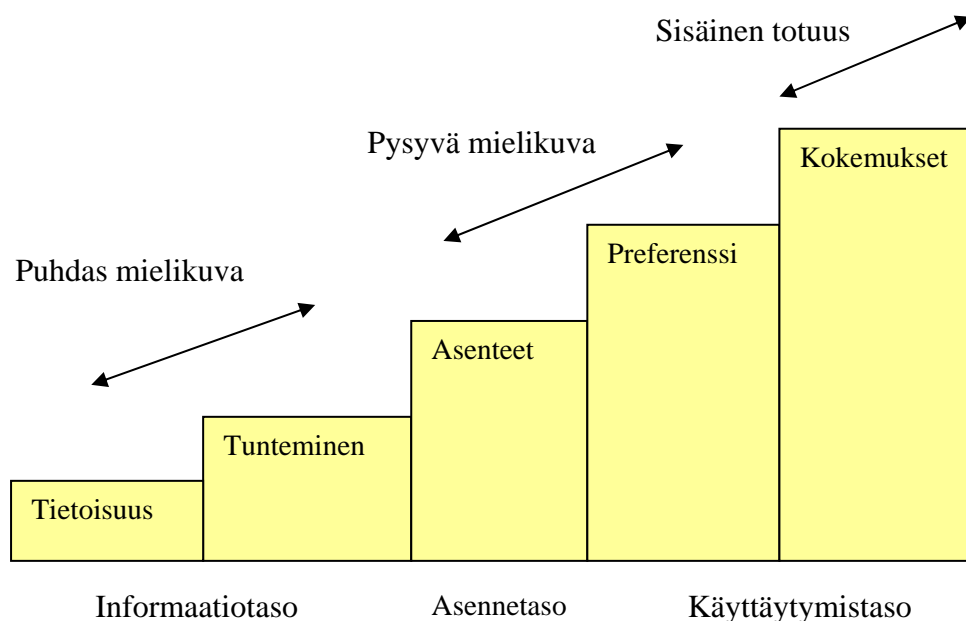 Sisäinen totuus
Pysyvä mielikuva
Kokemukset
Preferenssi
Puhdas mielikuva
Asenteet
Tunteminen
Tietoisuus
Informaatiotaso
Asennetaso
Käyttäytymistaso